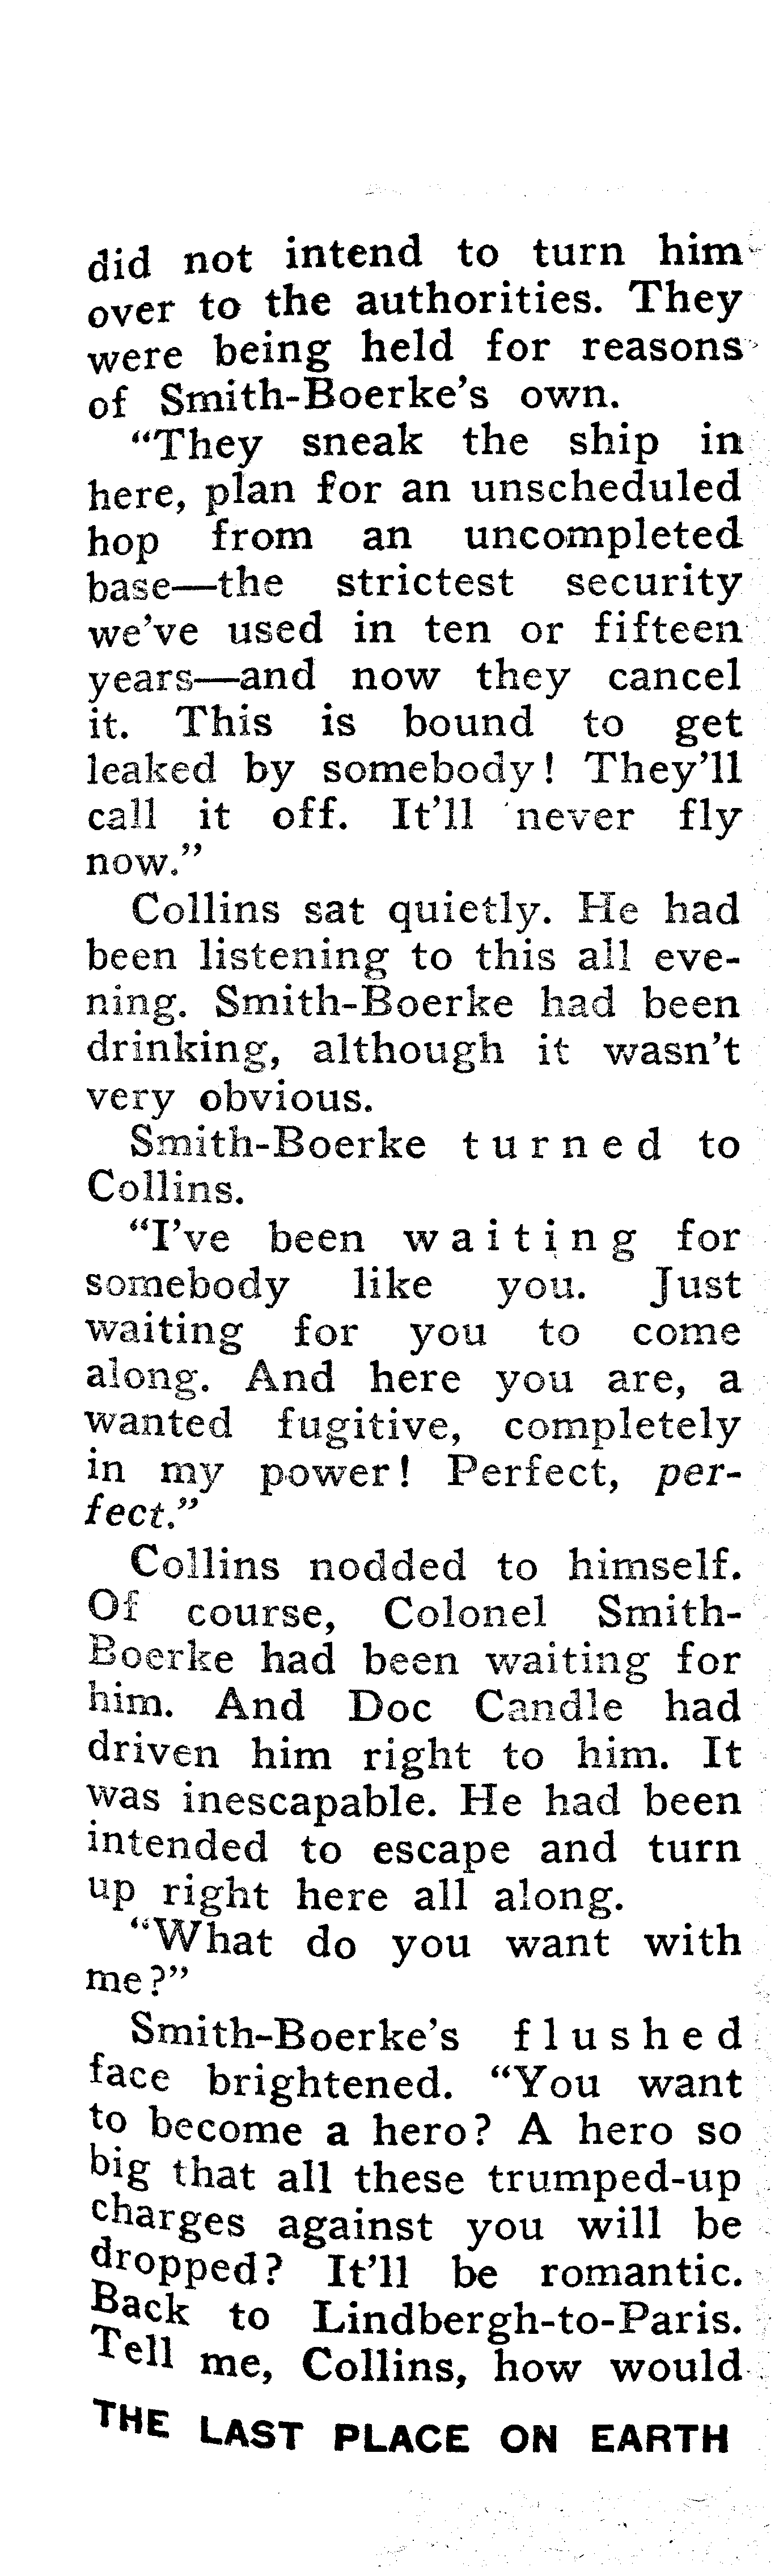 did not intend to turn him
over to the authorities. They
were being held for reasons
of Smith-Boerke's own.
“They sneak the ship in
here, plan for an unscheduled
hop from an uncompleted
base—the strictest security
we've used in ten or fifteen
years—and now they cancel
it. This is bound to get
leaked by somebody! They'll
call it off. It'll never fly
now.”
Collins sat quietly. He had
been listening to this all eve-
ning. Smith-Boerke had been
drinking, although it wasn't
very obvious.
Smith-Boerke turned to
Collins.
“I've been waiting for
somebody like you. Just
waiting for you to come
along. And here you are, a
wanted fugitive, completely
in my power! Perfect, per-
fect.”
Collins nodded to himself.
Of course, Colonel Smith-
Boerke had been waiting for
him. And Doc Candle had
driven him right to him. It
was inescapable. He had been
intended to escape and turn
up right here all along.
“What do you want with
me?”
Smith-Boerke's flushed
face brightened. “You want
to become a hero? A hero so
big that all these trumped-up
charges against you will be
dropped? It'll be romantic.
Back to Lindbergh-to-Paris.
Tell me, Collins, how would
THE LAST PLACE ON EARTH